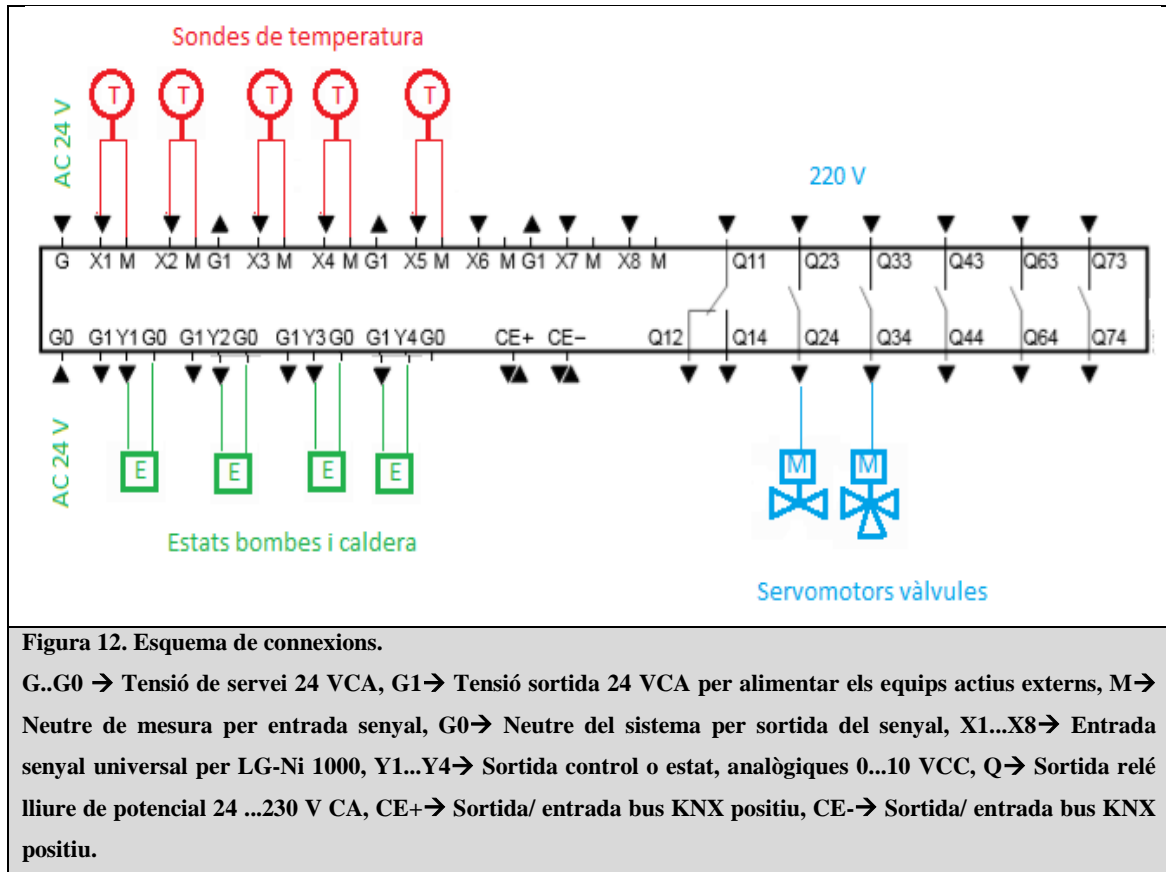 Sondes de temperatura
T T T T T
AC 24 V
220 V
G X1 M X2 M G1 X3 M X4 M G1 X5 M X6 M G1 X7 M X8 M Q11 Q23 Q33 Q43 Q63 Q73
G0 G1 Y1 G0 G1 Y2 G0 G1 Y3 G0 G1 Y4 G0 CE+ CE− Q12 Q14 Q24 Q34 Q44 Q64 Q74
AC 24 V
E E E E
M M
Estats bombes i caldera
Servomotors vàlvules
Figura 12. Esquema de connexions.
G..G0 → Tensió de servei 24 VCA, G1→ Tensió sortida 24 VCA per alimentar els equips actius externs, M→
Neutre de mesura per entrada senyal, G0→ Neutre del sistema per sortida del senyal, X1...X8→ Entrada
senyal universal per LG-Ni 1000, Y1...Y4→ Sortida control o estat, analògiques 0...10 VCC, Q→ Sortida relé
lliure de potencial 24 ...230 V CA, CE+→ Sortida/ entrada bus KNX positiu, CE-→ Sortida/ entrada bus KNX
positiu.